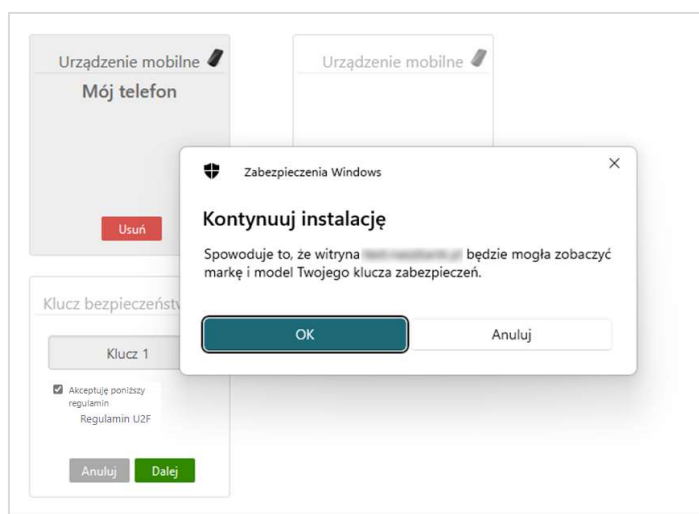 Urządzenie mobilne
Mój telefon
Usuń
Urządzenie mobilne
Zabezpieczenia Windows
Kontynuuj instalację
Spowoduje to, że witryna będzie mogła zobaczyć
markę i model Twojego klucza zabezpieczeń.
OK
Anuluj
Klucz bezpieczeństw
Klucz 1
Akceptuję poniższy
regulamin
Regulamin U2F
Anuluj
Dalej